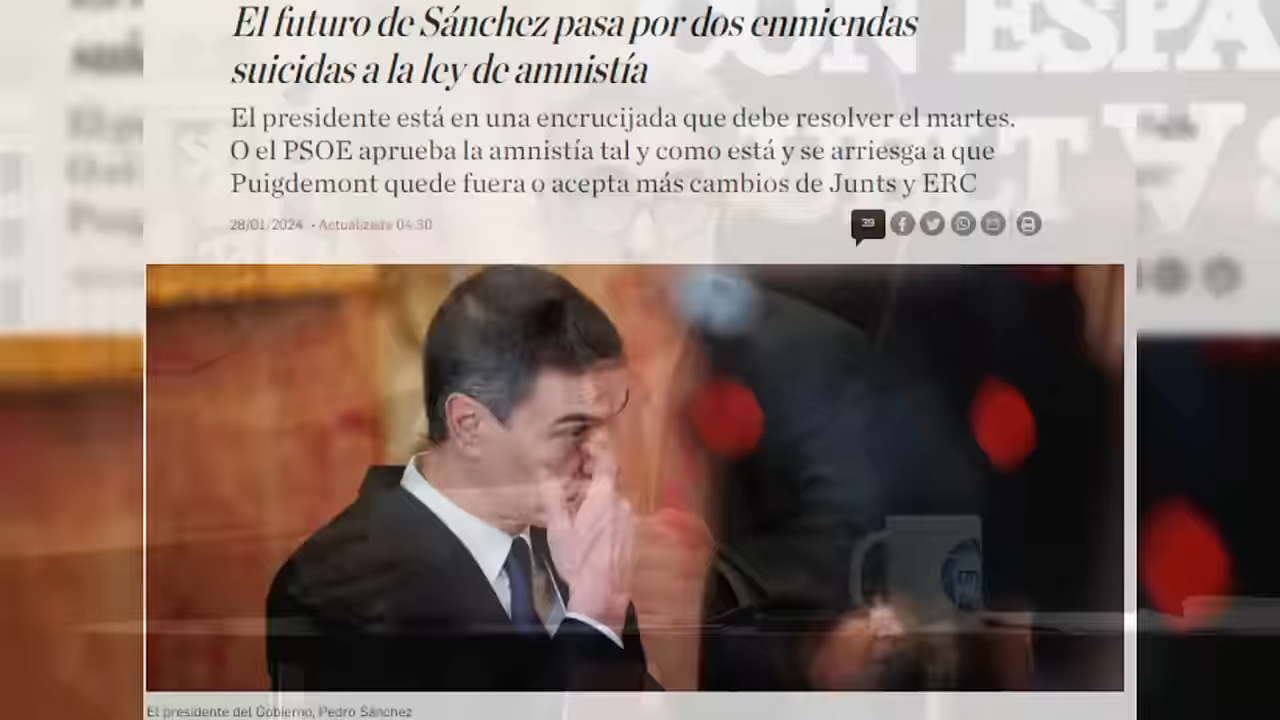 El futuro de Sánchez pasa por dos enmiendas
suicidas a la ley de amnistía
El presidente está en una encrucijada que debe resolver el martes.
O el PSOE aprueba la amnistía tal y como está y se arriesga a que
Puigdemont quede fuera o acepta más cambios de Junts y ERC
28/01/2024 · Actualizada 04:30
39
El presidente del Gobierno, Pedro Sánchez
CON ESPA